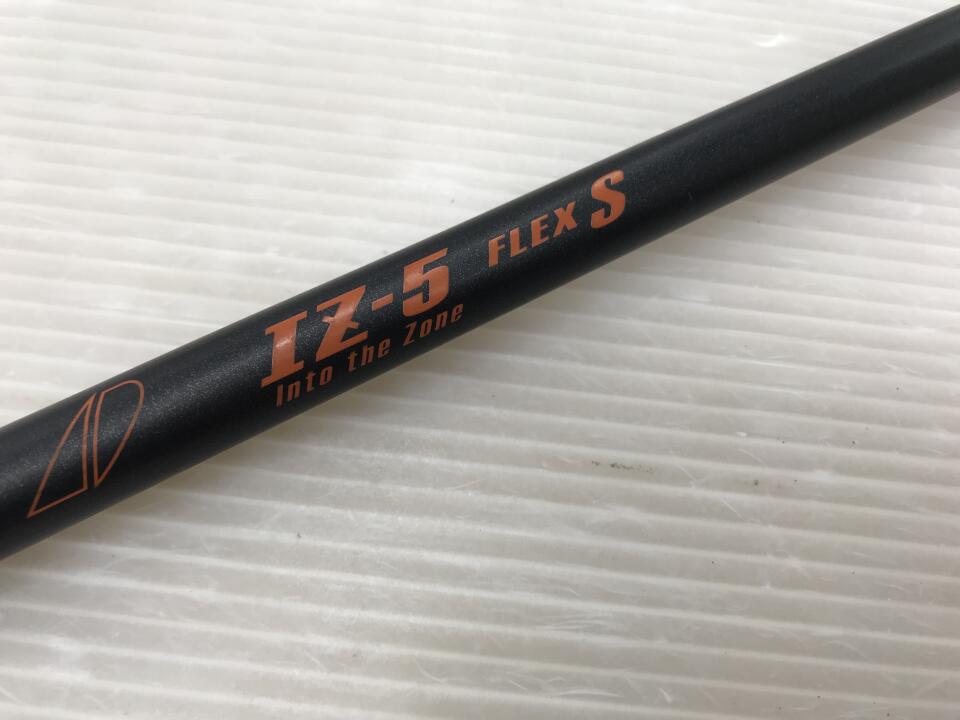 IZ-5 FLEX S
Into the Zone